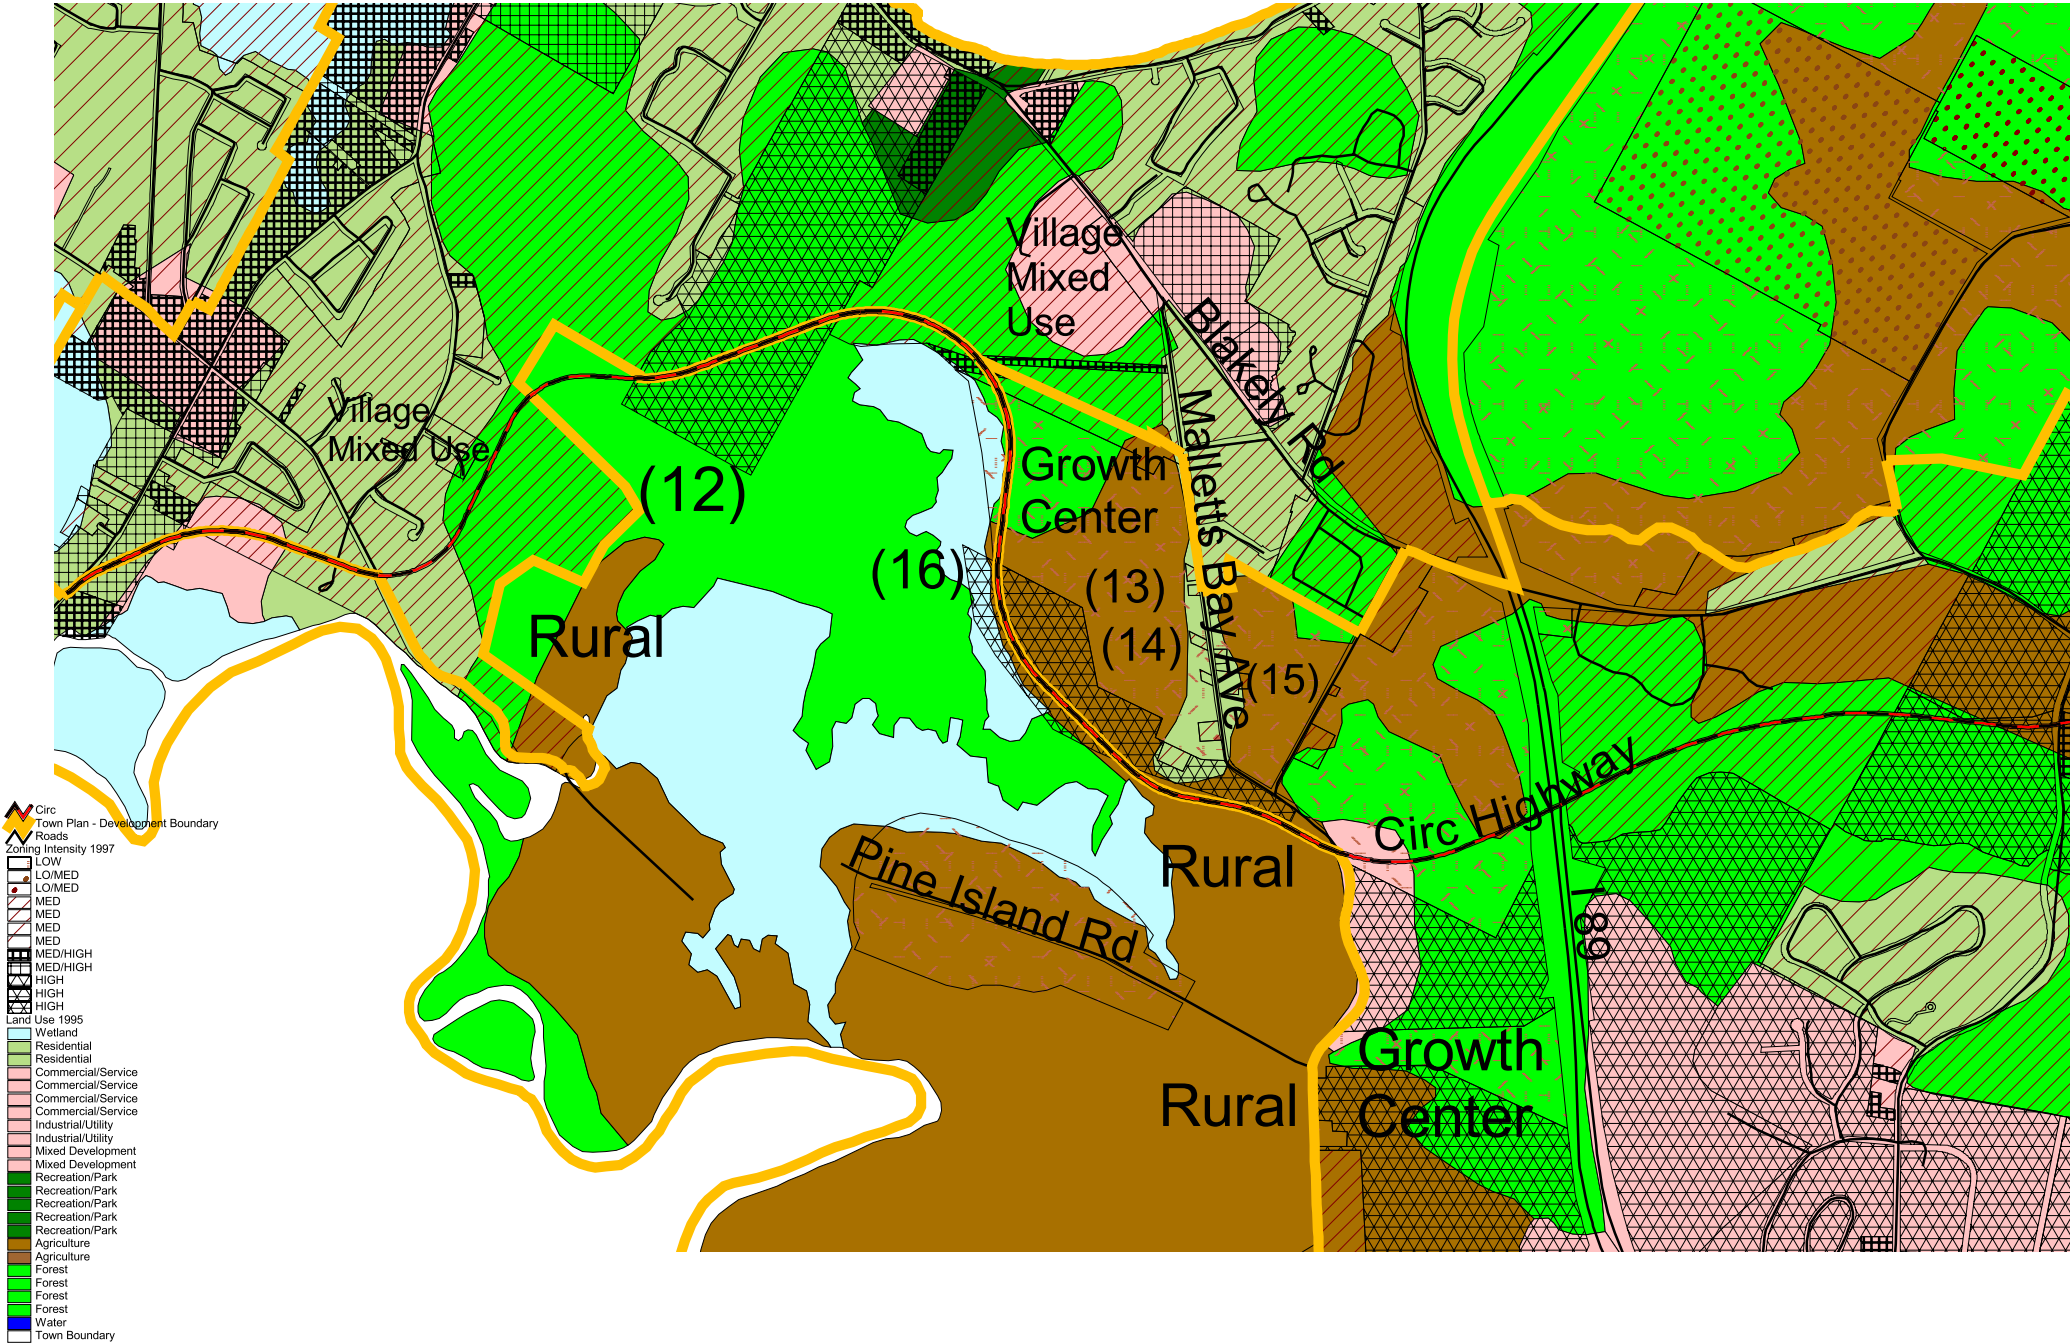 Village
Mixed
Use
Blakely Rd
Village
Mixed Use
Malletts Bay Ave
(12)
Growth
Center
(16)
(13)
(14)
Rural
(15)
Circ Highway
Pine Island Rd
Rural
I 89
Growth
Center
Rural
Circ
Town Plan - Development Boundary
Roads
Zoning Intensity 1997
LOW
LO/MED
LO/MED
MED
MED
MED
MED
MED/HIGH
MED/HIGH
HIGH
HIGH
HIGH
Land Use 1995
Wetland
Residential
Residential
Commercial/Service
Commercial/Service
Commercial/Service
Commercial/Service
Industrial/Utility
Industrial/Utility
Mixed Development
Mixed Development
Recreation/Park
Recreation/Park
Recreation/Park
Recreation/Park
Recreation/Park
Agriculture
Agriculture
Forest
Forest
Forest
Forest
Water
Town Boundary